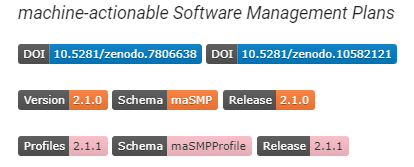 machine-actionable Software Management Plans
DOI 10.5281/zenodo.7806638 DOI 10.5281/zenodo.10582121
Version 2.1.0 Schema maSMP Release 2.1.0
Profiles 2.1.1 Schema maSMPProfile Release 2.1.1